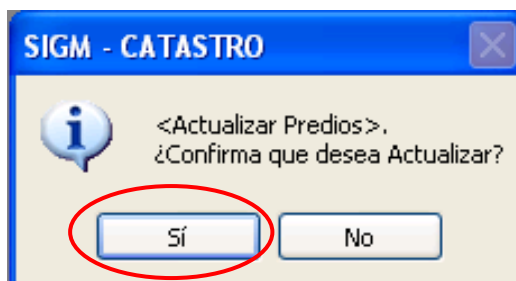 SIGM - CATASTRO
<Actualizar Predios>.
¿Confirma que desea Actualizar?
Sí No